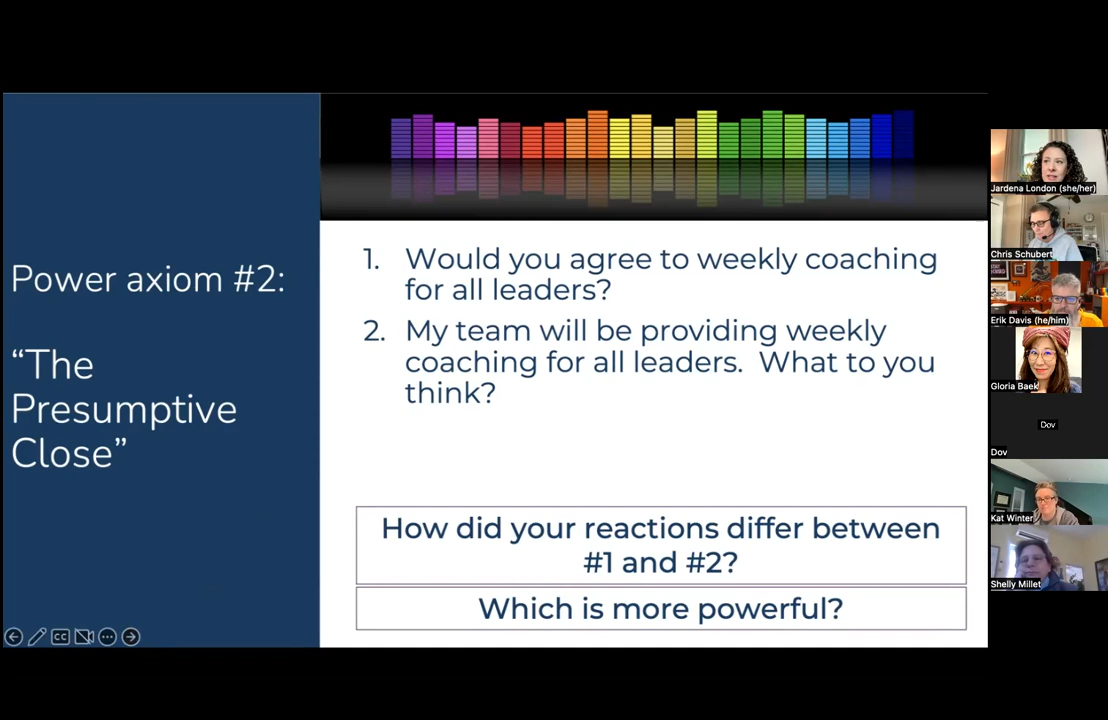 Power axiom #2:
“The
Presumptive
Close”
1. Would you agree to weekly coaching
for all leaders?
2. My team will be providing weekly
coaching for all leaders.  What to you
think?
How did your reactions differ between
#1 and #2?
Which is more powerful?
CC
Jardena London (she/her)
Chris Schubert
Erik Davis (he/him)
Gloria Baek
Dov
Dov
Kat Winter
Shelly Millet